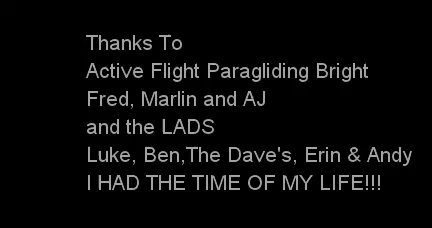 Thanks To
Active Flight Paragliding Bright
Fred, Marlin and AJ
and the LADS
Luke, Ben,The Dave's, Erin & Andy
I HAD THE TIME OF MY LIFE!!!